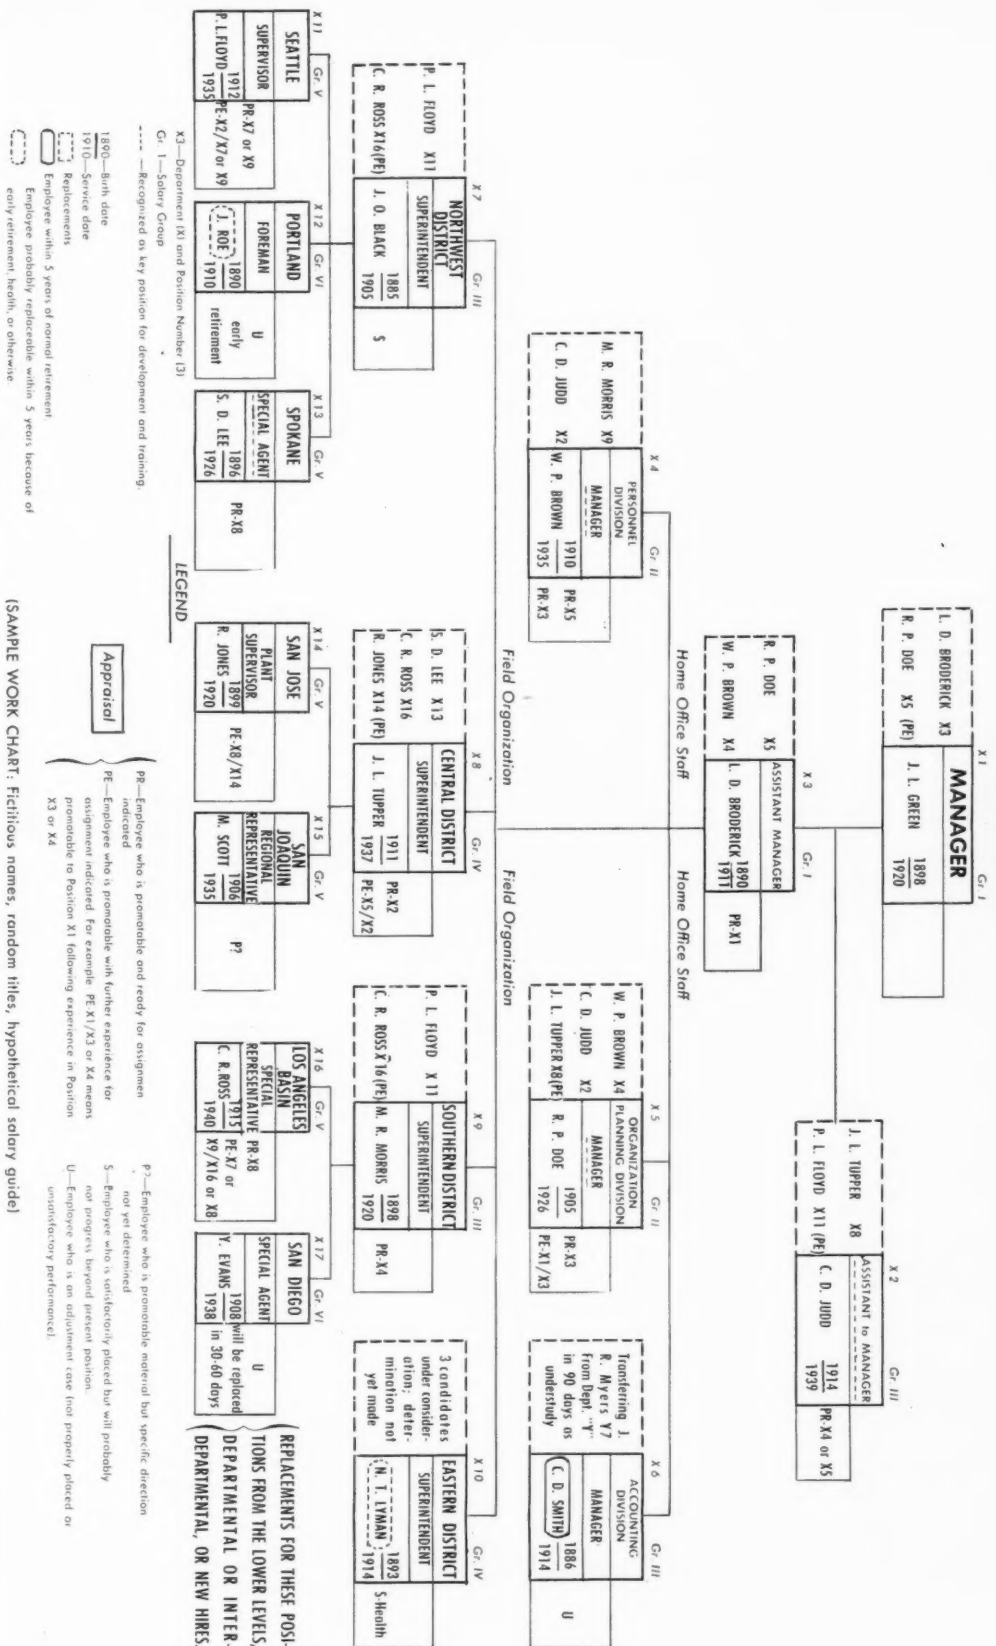 X1 Gr. I
MANAGER
L. D. BRODERICK X3
R. P. DOE X5 (PE)
J. L. GREEN 1898
1920
X2 Gr. III
ASSISTANT to MANAGER
J. L. TUPPER X8
P. L. FLOYD X11 (PE)
C. D. JUDD 1914
1939
PR-X4 or X5
X3 Gr. I
ASSISTANT MANAGER
R. P. DOE X5
W. P. BROWN X4
L. D. BRODERICK 1890
1911
PR-X1
Home Office Staff
Home Office Staff
X4 Gr. II
PERSONNEL
DIVISION
MANAGER
M. R. MORRIS X9
C. D. JUDD X2
W. P. BROWN 1910
1935
PR-X5
PR-X3
X5 Gr. II
ORGANIZATION
PLANNING DIVISION
MANAGER
W. P. BROWN X4
C. D. JUDD X2
J. L. TUPPER X8(PE)
R. P. DOE 1905
1926
PR-X3
PE-X1/X3
X6 Gr. III
ACCOUNTING
DIVISION
MANAGER
Transferring J.
R. Myers Y7
From Dept. "Y"
in 90 days as
understudy
C. D. SMITH 1886
1914
U
Field Organization
Field Organization
X7 Gr. III
NORTHWEST
DISTRICT
SUPERINTENDENT
P. L. FLOYD X11
C. R. ROSS X16(PE)
J. O. BLACK 1885
1905
S
X8 Gr. IV
CENTRAL DISTRICT
SUPERINTENDENT
S. D. LEE X13
C. R. ROSS X16
R. JONES X14 (PE)
J. L. TUPPER 1911
1937
PR-X2
PE-X5/X2
X9 Gr. III
SOUTHERN DISTRICT
SUPERINTENDENT
P. L. FLOYD X11
C. R. ROSS X16(PE)
M. R. MORRIS 1898
1920
PR-X4
X10 Gr. IV
EASTERN DISTRICT
SUPERINTENDENT
3 candidates
under consider-
ation; deter-
mination not
yet made
N. T. LYMAN 1893
1914
S-Health
X11 Gr. V
SEATTLE
SUPERVISOR
P. L. FLOYD 1912
1935
PR-X7 or X9
PE-X2/X7 or X9
X12 Gr. VI
PORTLAND
FOREMAN
J. ROE 1890
1910
U
early
retirement
X13 Gr. V
SPOKANE
SPECIAL AGENT
S. D. LEE 1896
1926
PR-X8
X14 Gr. V
SAN JOSE
PLANT
SUPERVISOR
R. JONES 1899
1920
PE-X8/X14
X15 Gr. V
SAN
JOAQUIN
REGIONAL
REPRESENTATIVE
M. SCOTT 1906
1935
P?
X16 Gr. V
LOS ANGELES
BASIN
SPECIAL
REPRESENTATIVE
C. R. ROSS 1915
1940
PR-X8
PE-X7 or
X9/X16 or X8
X17 Gr. VI
SAN DIEGO
SPECIAL AGENT
Y. EVANS 1908
1938
U
will be replaced
in 30-60 days
REPLACEMENTS FOR THESE POSI-
TIONS FROM THE LOWER LEVELS,
DEPARTMENTAL OR INTER-
DEPARTMENTAL, OR NEW HIRES.
LEGEND
X3—Department (X) and Position Number (3)
Gr. 1—Salary Group
---- —Recognized as key position for development and training.
1890—Birth date
1910—Service date
Replacements
Employee within 5 years of normal retirement
Employee probably replaceable within 5 years because of
early retirement, health, or otherwise
Appraisal
PR—Employee who is promotable and ready for assignmen
indicated
PE—Employee who is promotable with further experience for
assignment indicated. For example PE X1/X3 or X4 means
promotable to Position X1 following experience in Position
X3 or X4
P?—Employee who is promotable material but specific direction
not yet determined
S—Employee who is satisfactorily placed but will probably
not progress beyond present position.
U—Employee who is an adjustment case (not properly placed or
unsatisfactory performance).
(SAMPLE WORK CHART: Fictitious names, random titles, hypothetical salary guide)